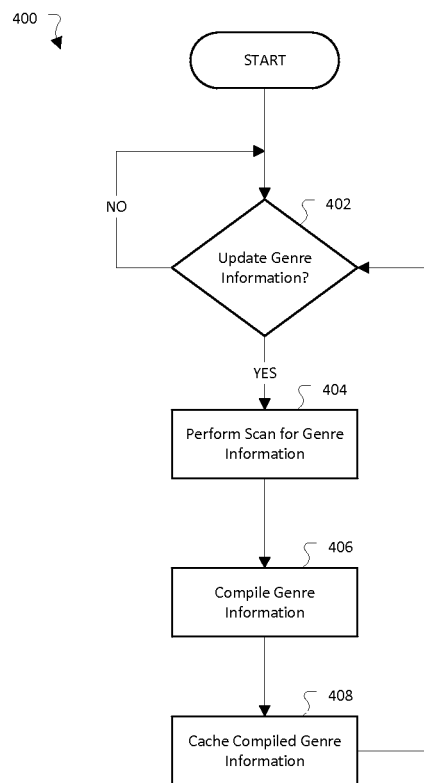 400
START
NO
402
Update Genre
Information?
YES
404
Perform Scan for Genre
Information
406
Compile Genre
Information
408
Cache Compiled Genre
Information